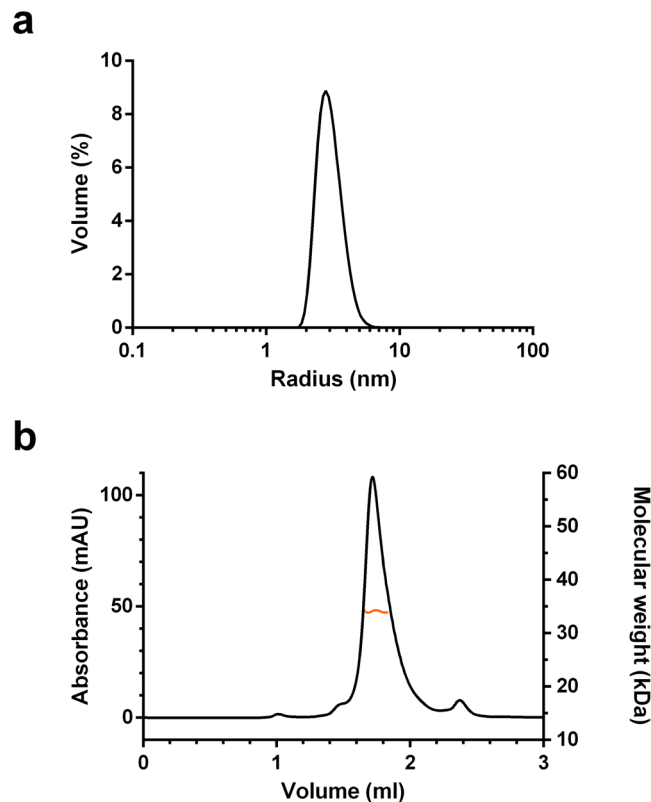 a
10
8
6
4
2
0
Volume (%)
0.1 1 10 100
Radius (nm)
b
100
50
0
Absorbance (mAU)
60
50
40
30
20
10
Molecular weight (kDa)
0 1 2 3
Volume (ml)